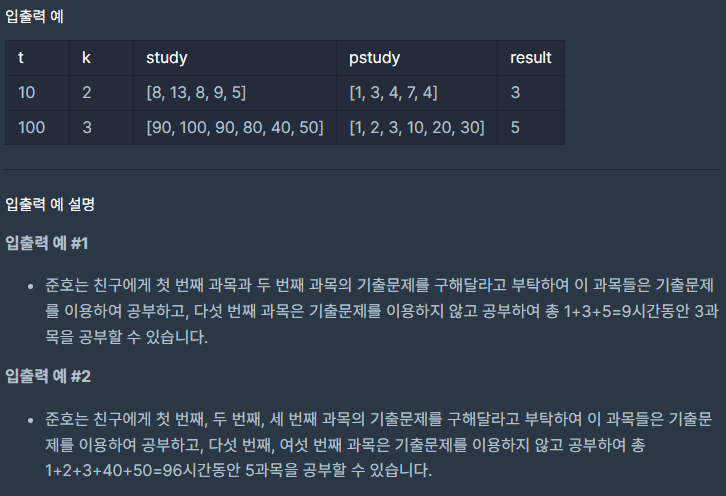 입출력 예
t k study pstudy result
10 2 [8, 13, 8, 9, 5] [1, 3, 4, 7, 4] 3
100 3 [90, 100, 90, 80, 40, 50] [1, 2, 3, 10, 20, 30] 5
입출력 예 설명
입출력 예 #1
• 준호는 친구에게 첫 번째 과목과 두 번째 과목의 기출문제를 구해달라고 부탁하여 이 과목들은 기출문제
를 이용하여 공부하고, 다섯 번째 과목은 기출문제를 이용하지 않고 공부하여 총 1+3+5=9시간동안 3과
목을 공부할 수 있습니다.
입출력 예 #2
• 준호는 친구에게 첫 번째, 두 번째, 세 번째 과목의 기출문제를 구해달라고 부탁하여 이 과목들은 기출문
제를 이용하여 공부하고, 다섯 번째, 여섯 번째 과목은 기출문제를 이용하지 않고 공부하여 총
1+2+3+40+50=96시간동안 5과목을 공부할 수 있습니다.